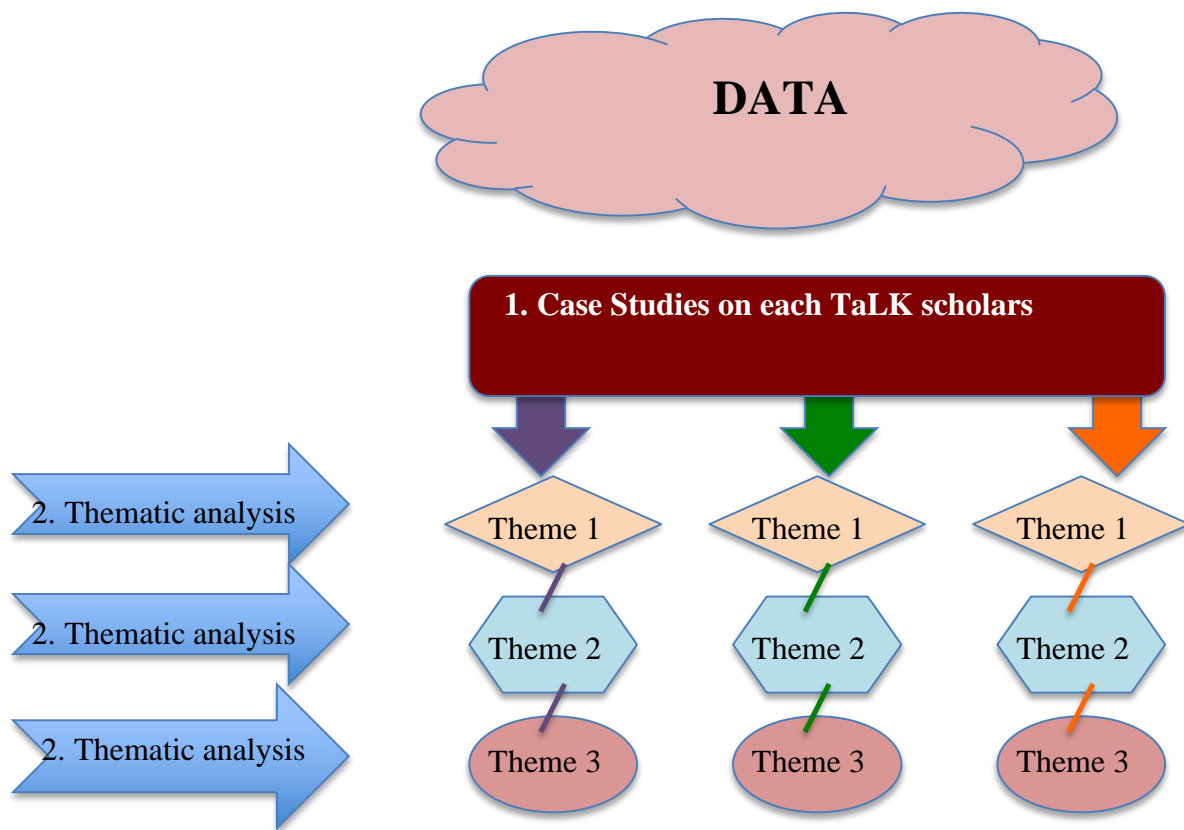 DATA
1. Case Studies on each TaLK scholars
2. Thematic analysis
Theme 1
Theme 1
Theme 1
2. Thematic analysis
Theme 2
Theme 2
Theme 2
2. Thematic analysis
Theme 3
Theme 3
Theme 3